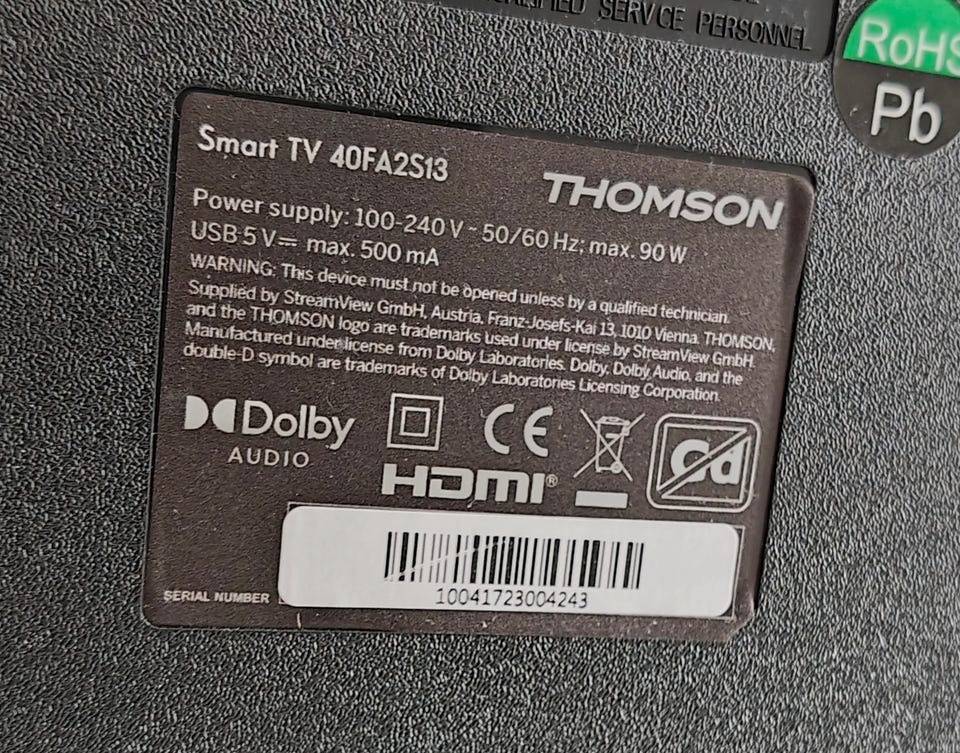 SERVICE PERSONNEL
RoHS
Pb
Smart TV 40FA2S13
THOMSON
Power supply: 100-240 V ~ 50/60 Hz; max. 90 W
USB 5 V⎓ max. 500 mA
WARNING: This device must not be opened unless by a qualified technician.
Supplied by StreamView GmbH, Austria, Franz-Josefs-Kai 13, 1010 Vienna. THOMSON,
and the THOMSON logo are trademarks used under license by StreamView GmbH.
Manufactured under license from Dolby Laboratories. Dolby, Dolby Audio, and the
double-D symbol are trademarks of Dolby Laboratories Licensing Corporation.
Dolby
AUDIO
CE
Cd
HDMI®
SERIAL NUMBER
10041723004243